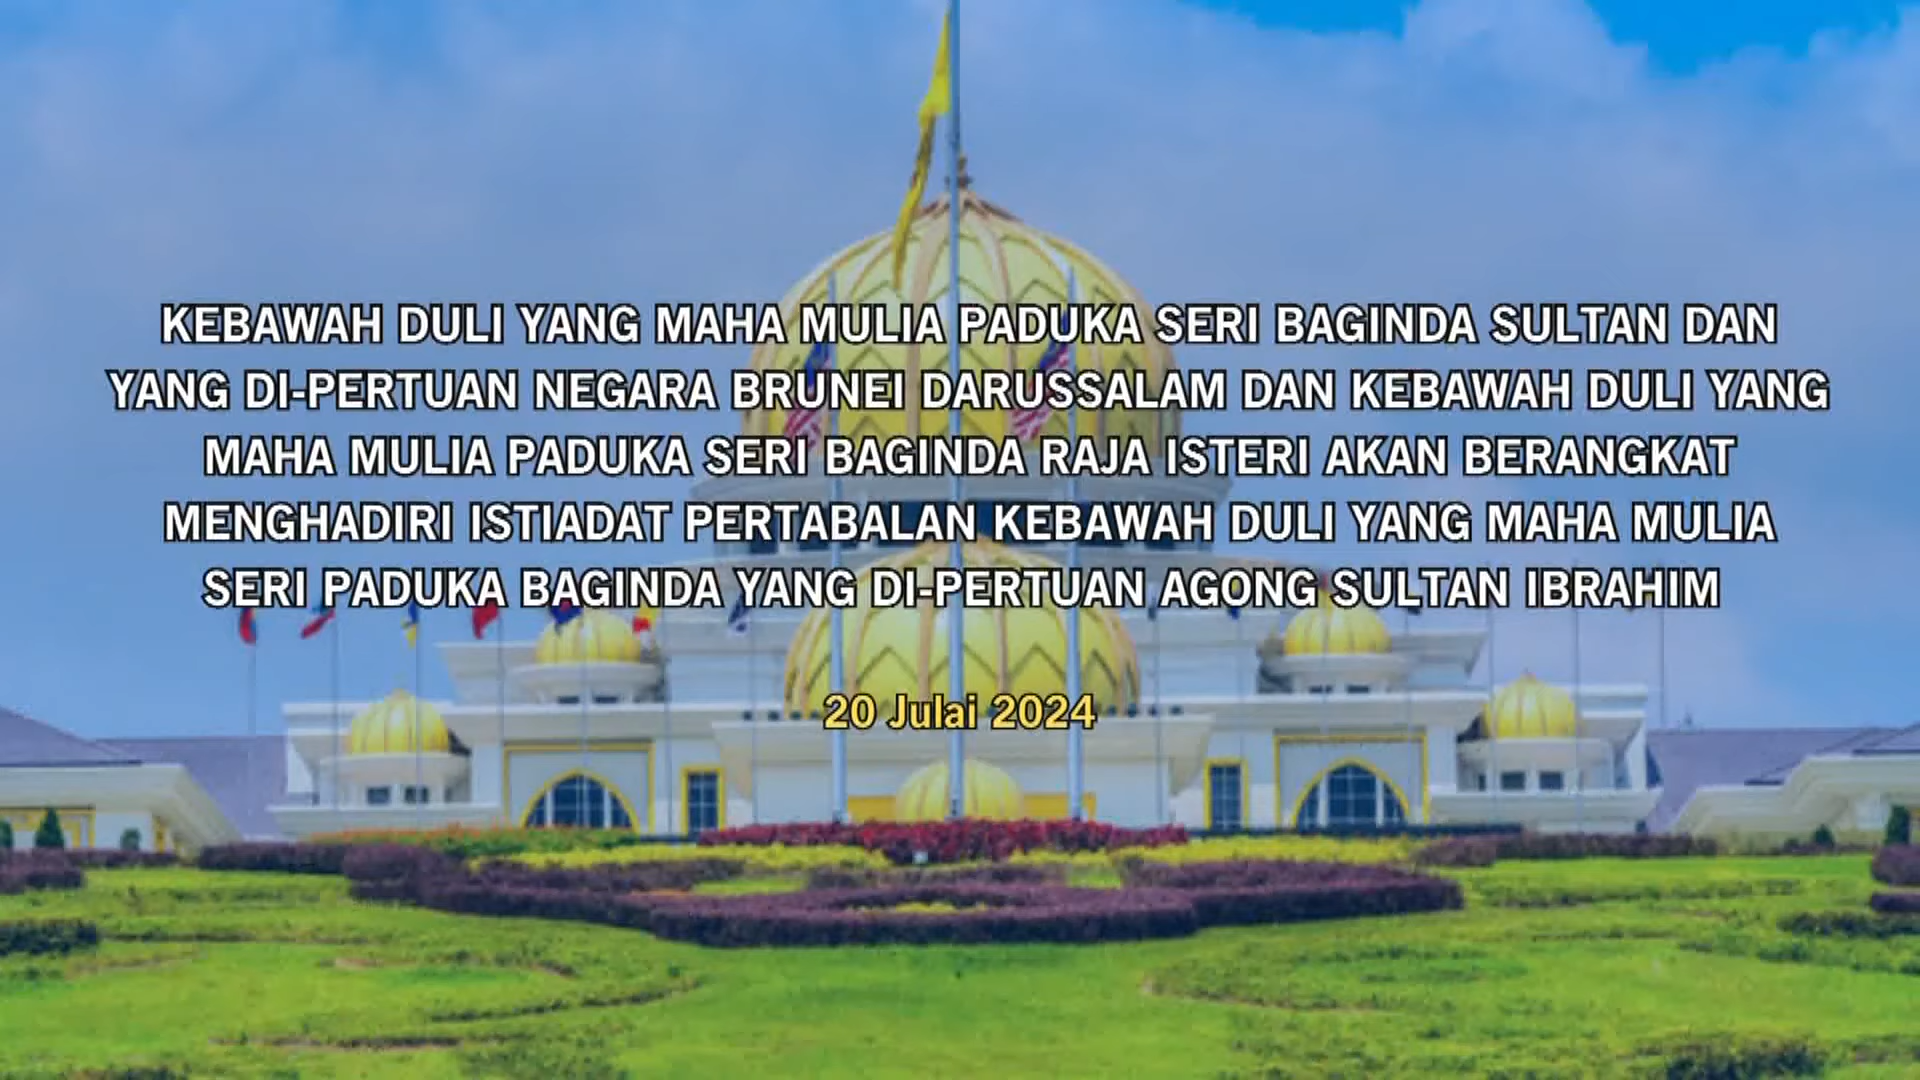 KEBAWAH DULI YANG MAHA MULIA PADUKA SERI BAGINDA SULTAN DAN
YANG DI-PERTUAN NEGARA BRUNEI DARUSSALAM DAN KEBAWAH DULI YANG
MAHA MULIA PADUKA SERI BAGINDA RAJA ISTERI AKAN BERANGKAT
MENGHADIRI ISTIADAT PERTABALAN KEBAWAH DULI YANG MAHA MULIA
SERI PADUKA BAGINDA YANG DI-PERTUAN AGONG SULTAN IBRAHIM
20 Julai 2024